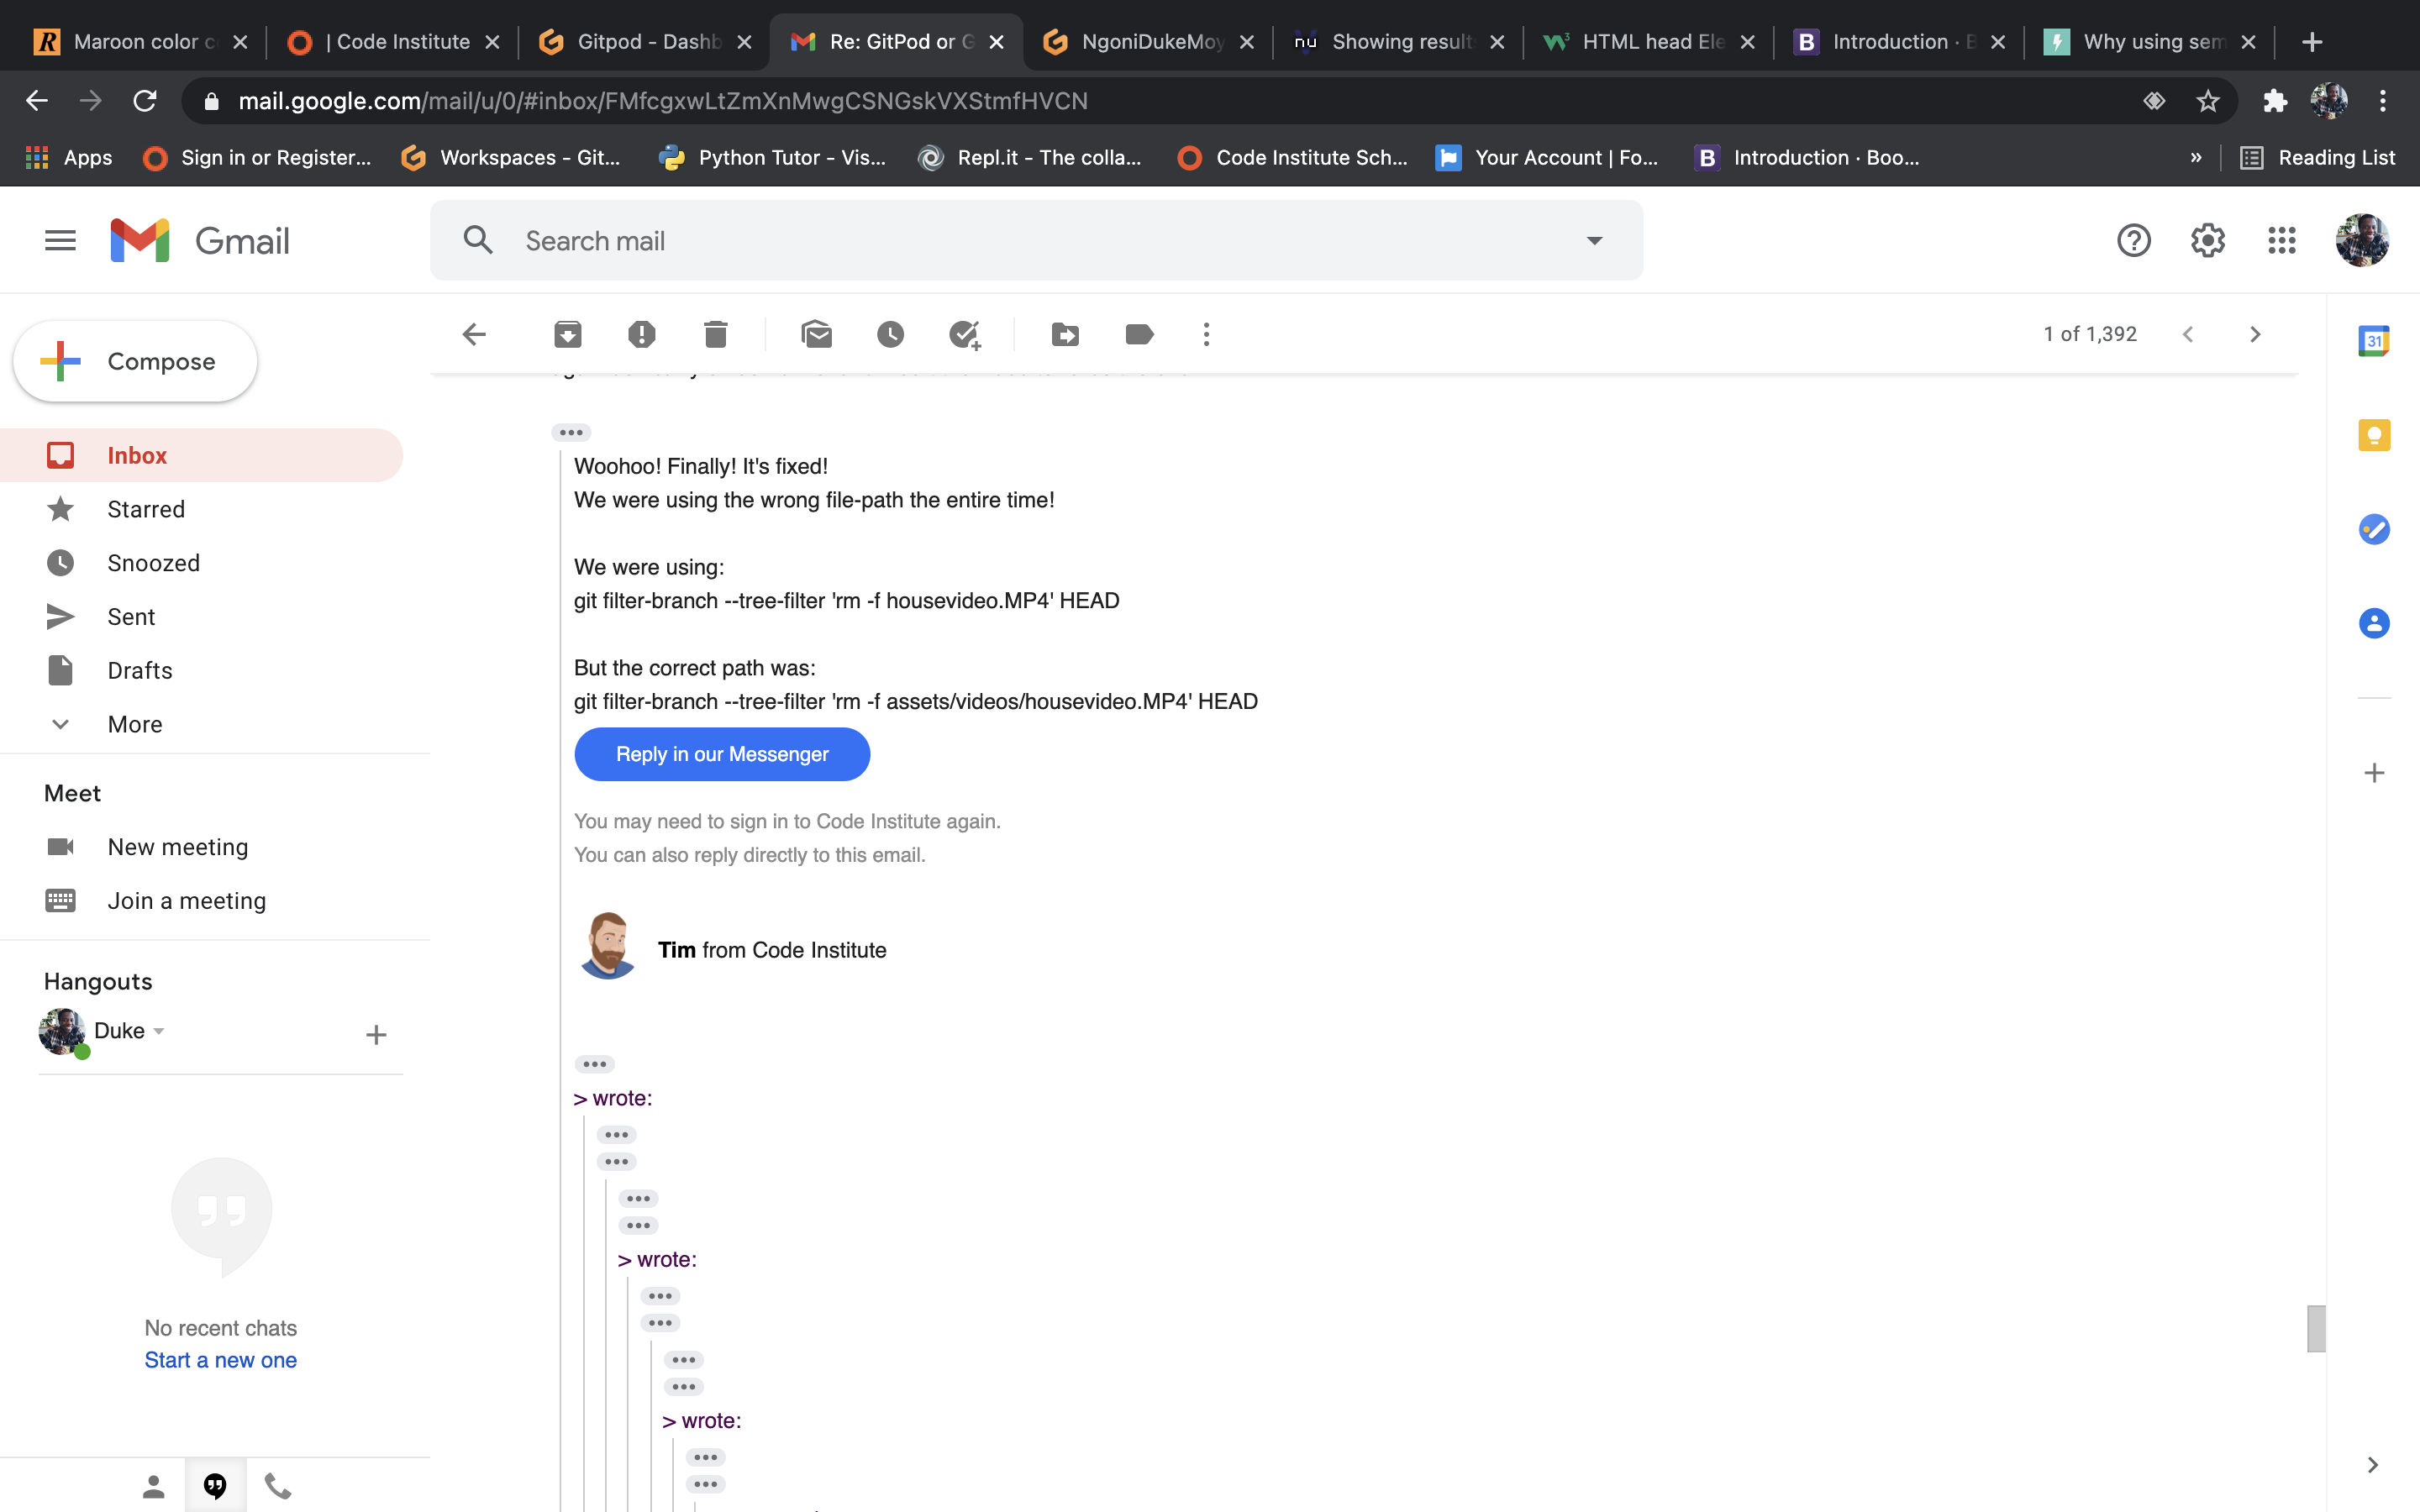 Maroon color c
| Code Institute
Gitpod - Dashb
Re: GitPod or G
NgoniDukeMoy
Showing result
HTML head Ele
Introduction · B
Why using sem
mail.google.com/mail/u/0/#inbox/FMfcgxwLtZmXnMwgCSNGskVXStmfHVCN
Apps
Sign in or Register...
Workspaces - Git...
Python Tutor - Vis...
Repl.it - The colla...
Code Institute Sch...
Your Account | Fo...
Introduction · Boo...
»
Reading List
Gmail
Search mail
Compose
1 of 1,392
31
Inbox
Starred
Snoozed
Sent
Drafts
More
Meet
New meeting
Join a meeting
Hangouts
Duke
No recent chats
Start a new one
Woohoo! Finally! It's fixed!
We were using the wrong file-path the entire time!
We were using:
git filter-branch --tree-filter 'rm -f housevideo.MP4' HEAD
But the correct path was:
git filter-branch --tree-filter 'rm -f assets/videos/housevideo.MP4' HEAD
Reply in our Messenger
You may need to sign in to Code Institute again.
You can also reply directly to this email.
Tim from Code Institute
> wrote:
> wrote:
> wrote: